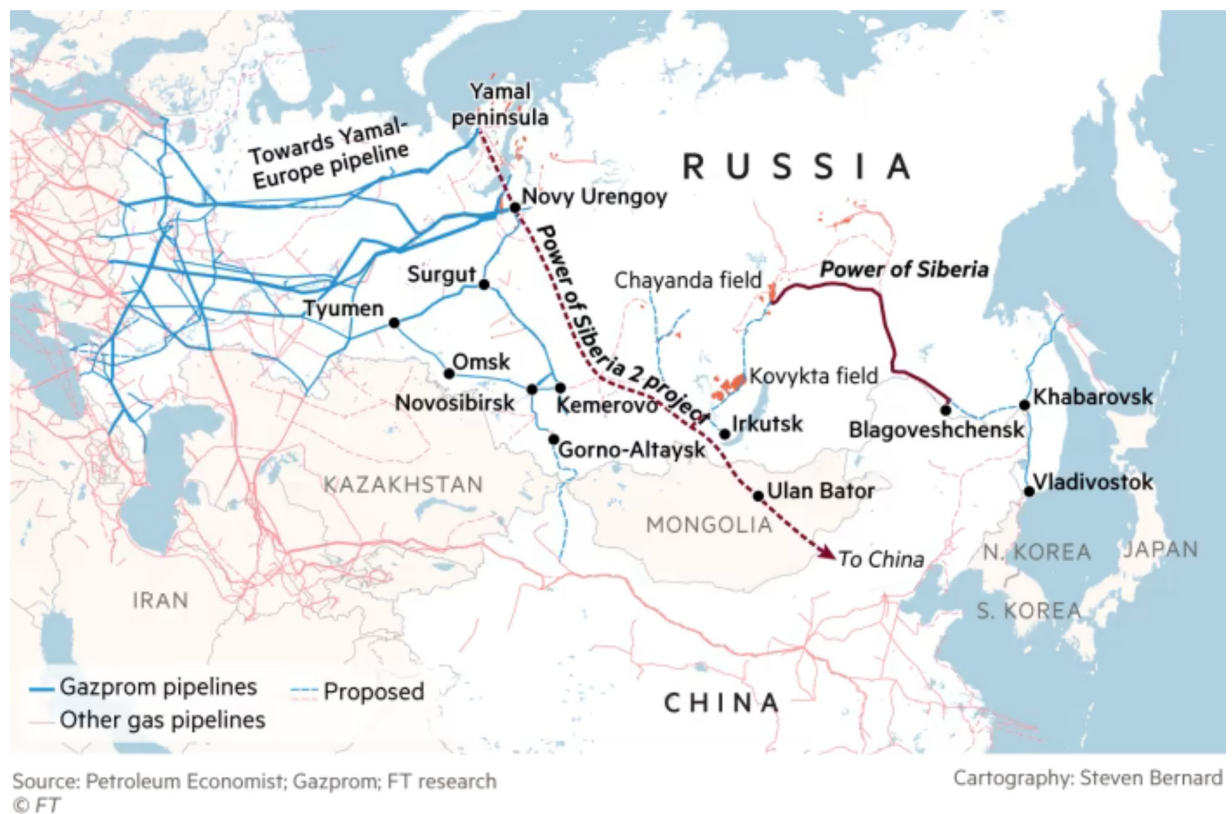 Yamal
peninsula
Towards Yamal-
Europe pipeline
RUSSIA
Novy Urengoy
Power of Siberia 2 project
Surgut
Chayanda field
Power of Siberia
Tyumen
Omsk
Kovykta field
Novosibirsk
Kemerovo
Khabarovsk
Irkutsk
Blagoveshchensk
Gorno-Altaysk
KAZAKHSTAN
Ulan Bator
Vladivostok
MONGOLIA
To China
N. KOREA
JAPAN
IRAN
S. KOREA
CHINA
Gazprom pipelines
Proposed
Other gas pipelines
Source: Petroleum Economist; Gazprom; FT research
Cartography: Steven Bernard
© FT